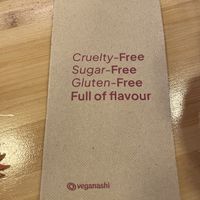 Cruelty-Free
Sugar-Free
Gluten-Free
Full of flavour
veganashi